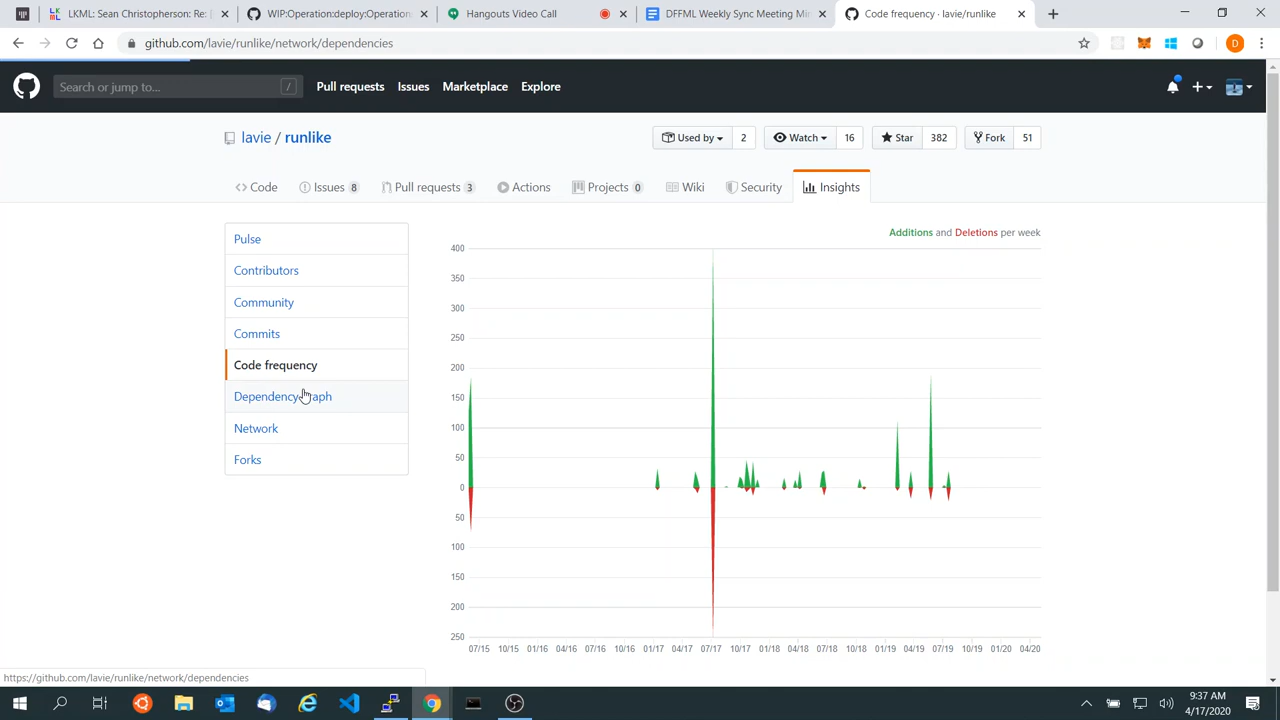 LKML: Sean Christopherson: Re: [
WIP:Operation:deploy:Operation
Hangouts Video Call
DFFML Weekly Sync Meeting Mi
Code frequency · lavie/runlike
github.com/lavie/runlike/network/dependencies
D
Search or jump to...
/
Pull requests
Issues
Marketplace
Explore
lavie / runlike
Used by
2
Watch
16
Star
382
Fork
51
Code
Issues 8
Pull requests 3
Actions
Projects 0
Wiki
Security
Insights
Pulse
Contributors
Community
Commits
Code frequency
Dependency graph
Network
Forks
Additions and Deletions per week
400
350
300
250
200
150
100
50
0
50
100
150
200
250
07/15 10/15 01/16 04/16 07/16 10/16 01/17 04/17 07/17 10/17 01/18 04/18 07/18 10/18 01/19 04/19 07/19 10/19 01/20 04/20
https://github.com/lavie/runlike/network/dependencies
9:37 AM
4/17/2020